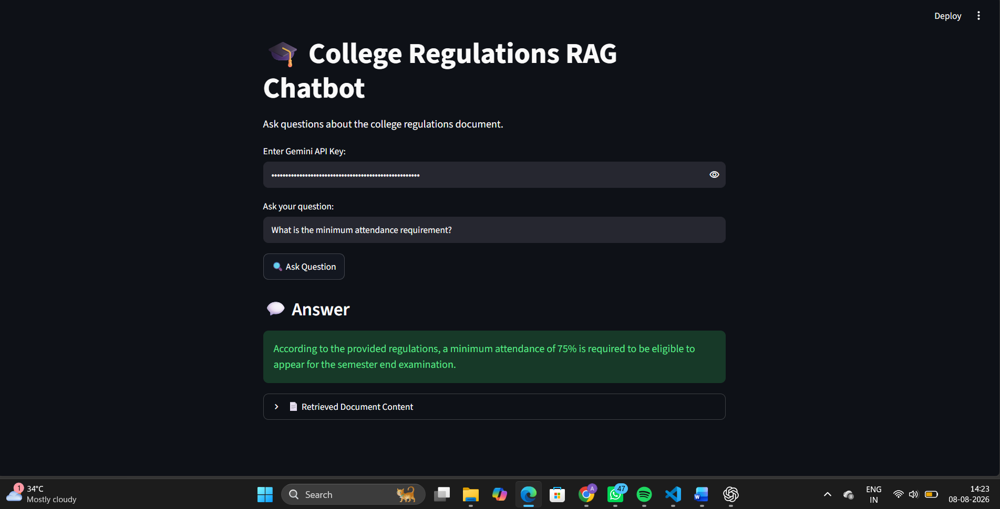 Deploy
College Regulations RAG
Chatbot
Ask questions about the college regulations document.
Enter Gemini API Key:
••••••••••••••••••••••••••••••••••••••••••••••••••••
Ask your question:
What is the minimum attendance requirement?
Ask Question
Answer
According to the provided regulations, a minimum attendance of 75% is required to be eligible to
appear for the semester end examination.
Retrieved Document Content
1
34°C
Mostly cloudy
Search
A
47
W
ENG
IN
14:23
08-08-2026